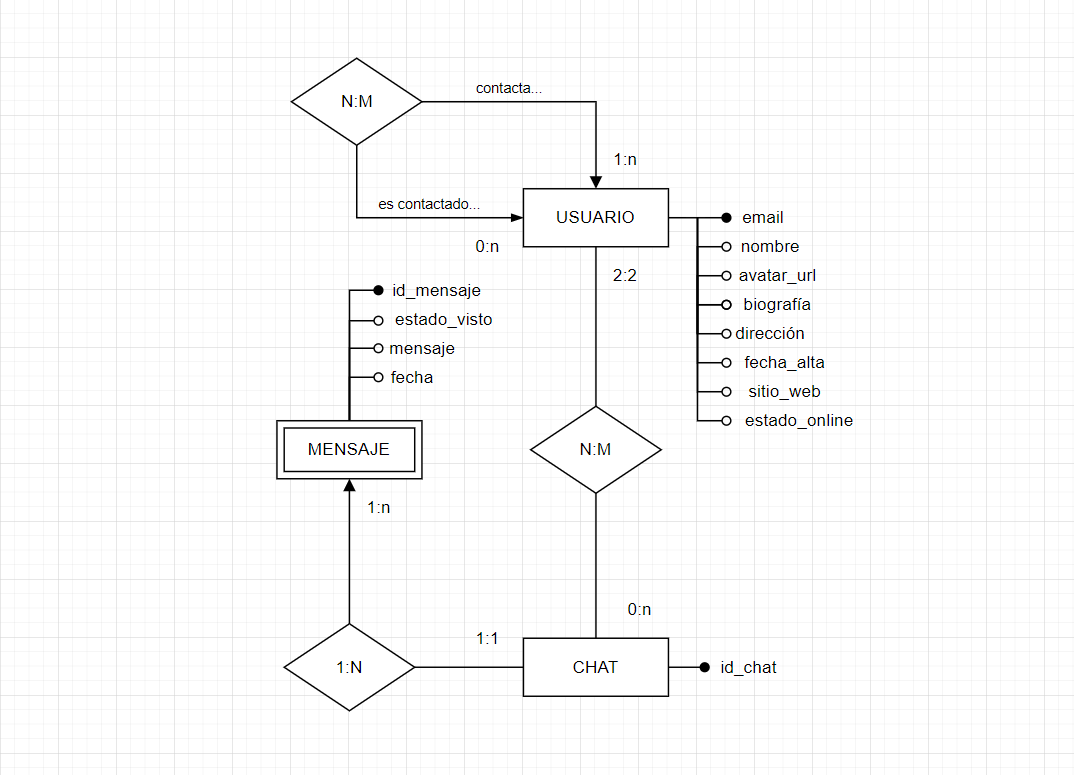 contacta...
N:M
1:n
es contactado...
USUARIO
0:n
email
nombre
avatar_url
biografía
dirección
fecha_alta
sitio_web
estado_online
2:2
id_mensaje
estado_visto
mensaje
fecha
MENSAJE
N:M
1:n
0:n
1:1
1:N
CHAT
id_chat